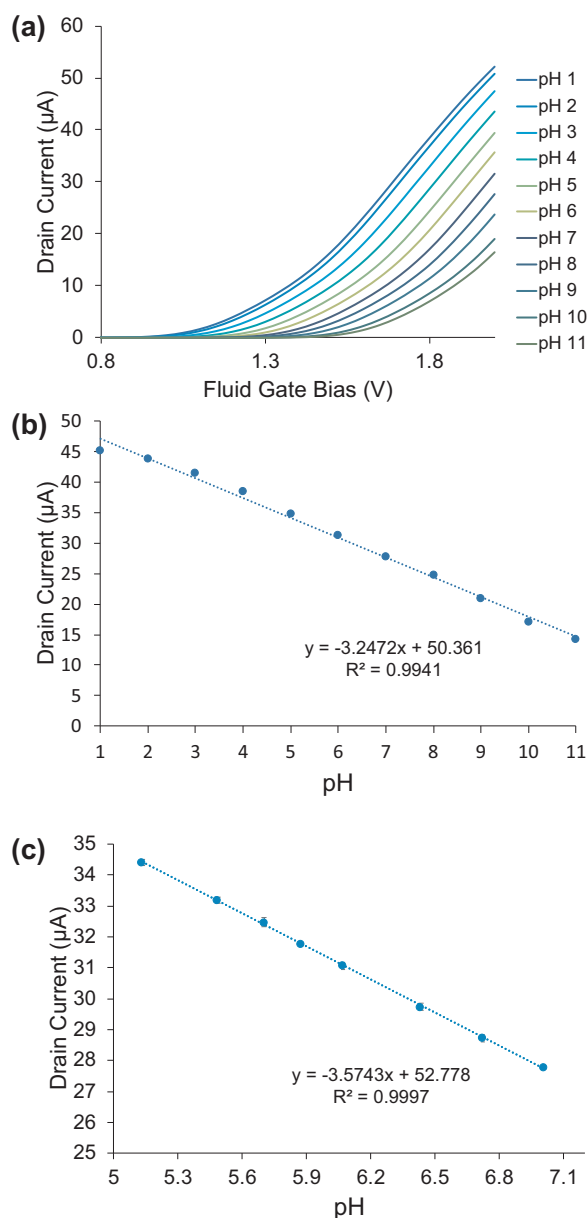 (a)
60
50
40
30
20
10
0
Drain Current (µA)
0.8 1.3 1.8
Fluid Gate Bias (V)
pH 1
pH 2
pH 3
pH 4
pH 5
pH 6
pH 7
pH 8
pH 9
pH 10
pH 11
(b)
50
45
40
35
30
25
20
15
10
5
0
Drain Current (µA)
y = -3.2472x + 50.361
R² = 0.9941
1 2 3 4 5 6 7 8 9 10 11
pH
(c)
35
34
33
32
31
30
29
28
27
26
25
Drain Current (µA)
y = -3.5743x + 52.778
R² = 0.9997
5 5.3 5.6 5.9 6.2 6.5 6.8 7.1
pH